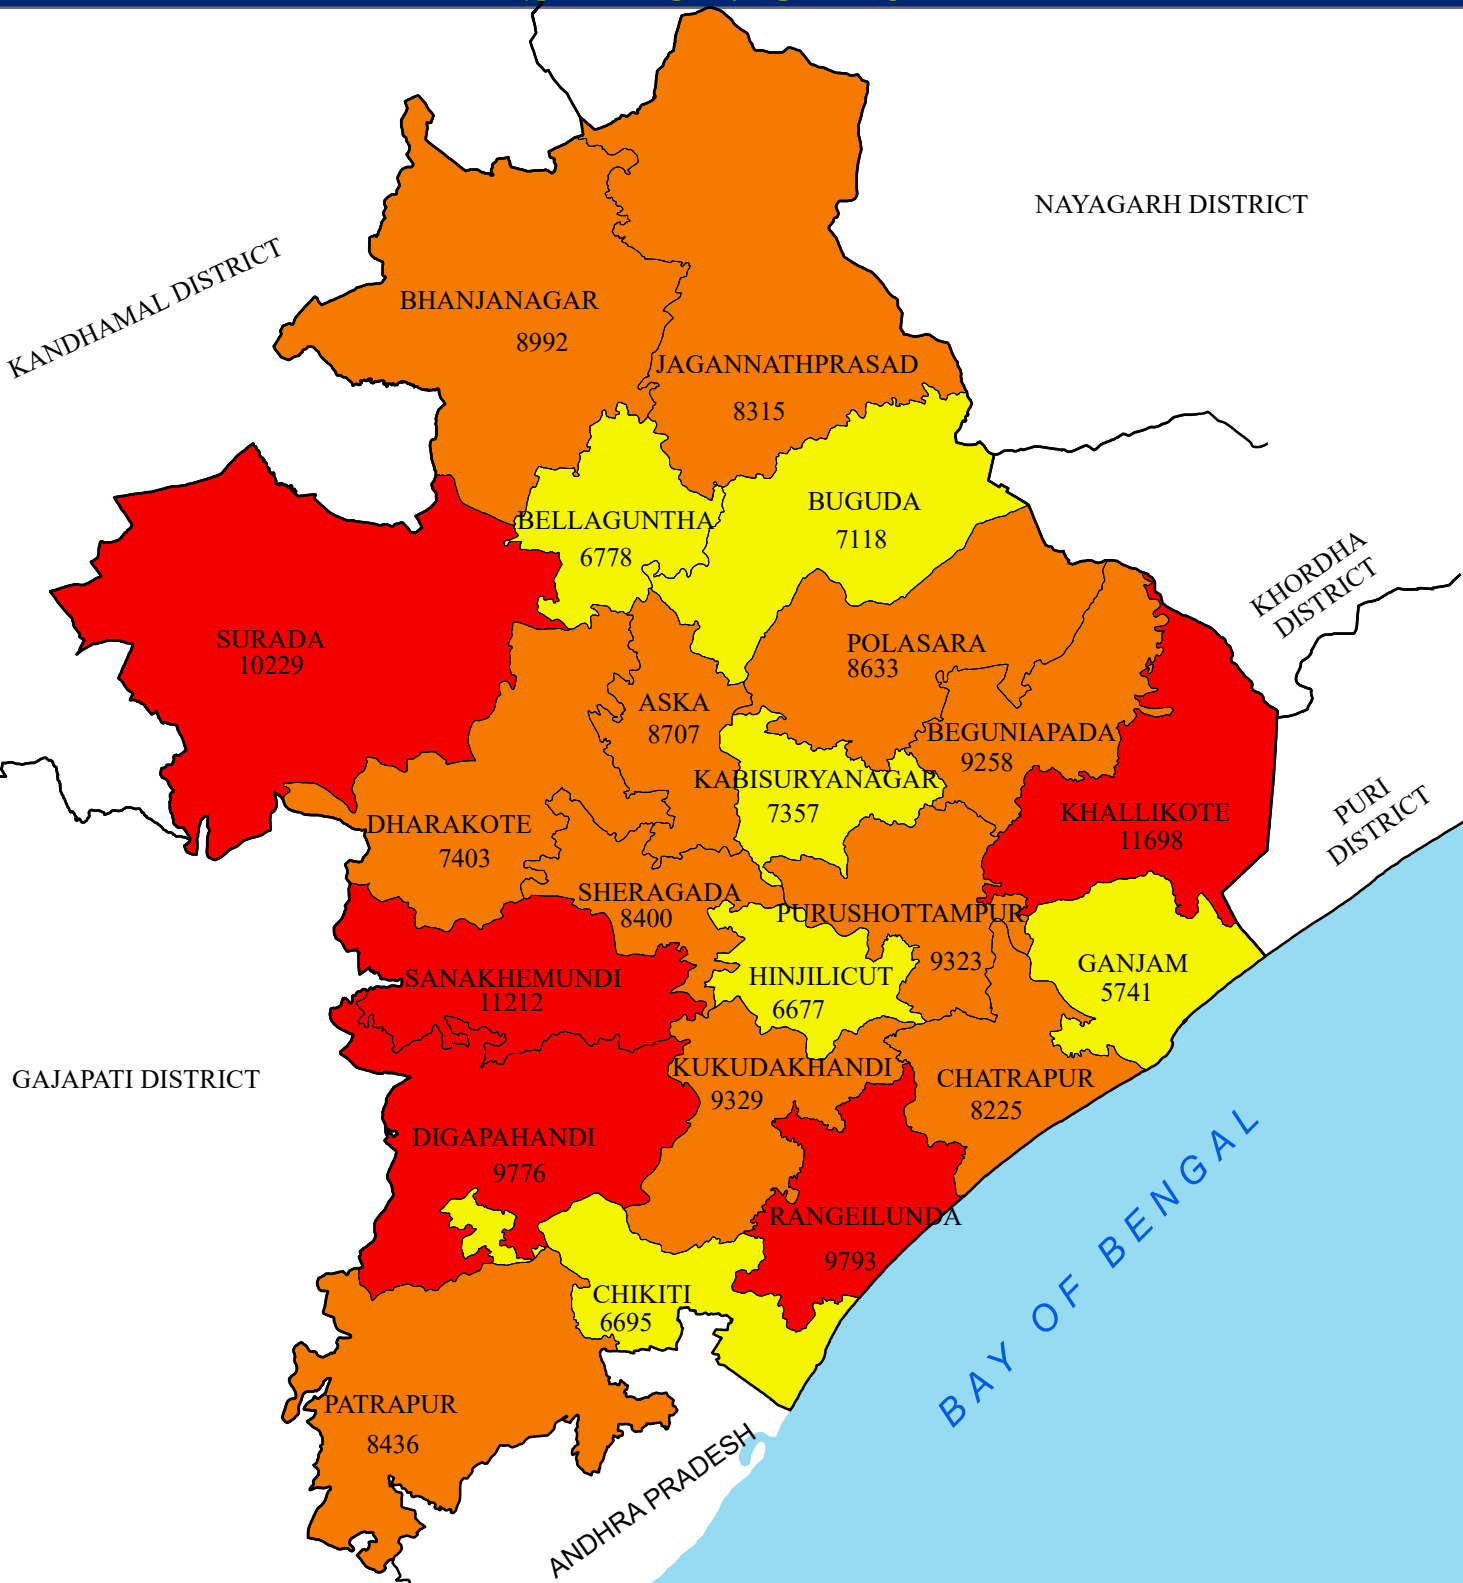 NAYAGARH DISTRICT
KANDHAMAL DISTRICT
BHANJANAGAR
8992
JAGANNATHPRASAD
8315
BUGUDA
7118
BELLAGUNTHA
6778
KHORDHA
DISTRICT
SURADA
10229
POLASARA
8633
ASKA
8707
BEGUNIAPADA
9258
KABISURYANAGAR
7357
PURI
DISTRICT
KHALLIKOTE
11698
DHARAKOTE
7403
SHERAGADA
8400
PURUSHOTTAMPUR
9323
GANJAM
5741
SANAKHEMUNDI
11212
HINJILICUT
6677
GAJAPATI DISTRICT
KUKUDAKHANDI
9329
CHATRAPUR
8225
DIGAPAHANDI
9776
RANGEILUNDA
9793
BAY OF BENGAL
CHIKITI
6695
PATRAPUR
8436
ANDHRA PRADESH